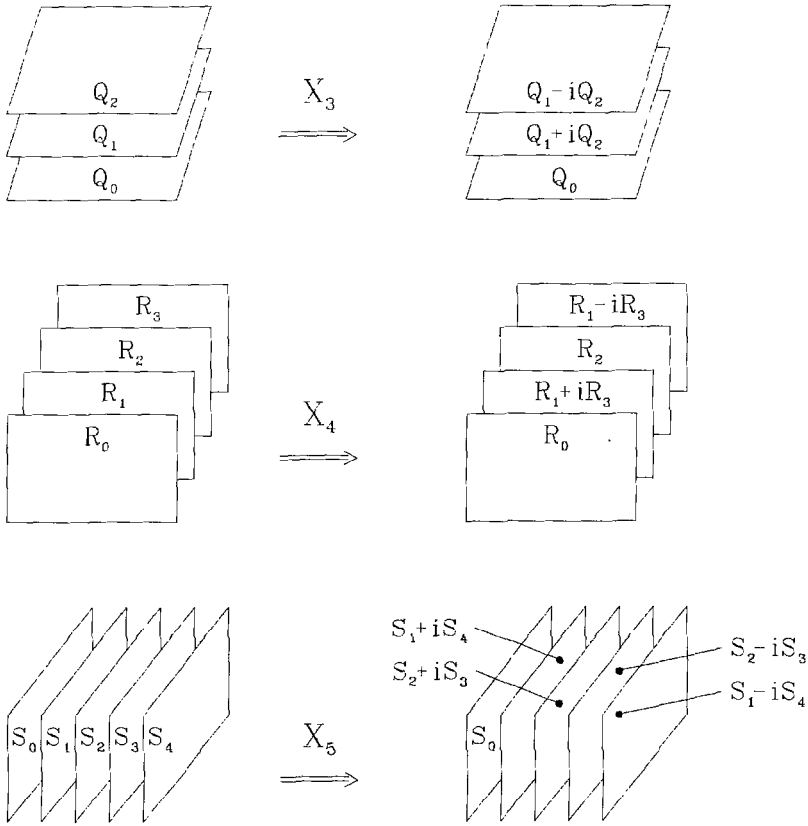 Q₂
Q₁
Q₀
X₃
Q₁−iQ₂
Q₁+iQ₂
Q₀
R₃
R₂
R₁
R₀
X₄
R₁−iR₃
R₂
R₁+iR₃
R₀
S₀ S₁ S₂ S₃ S₄
X₅
S₁+iS₄
S₂+iS₃
S₀
S₂−iS₃
S₁−iS₄